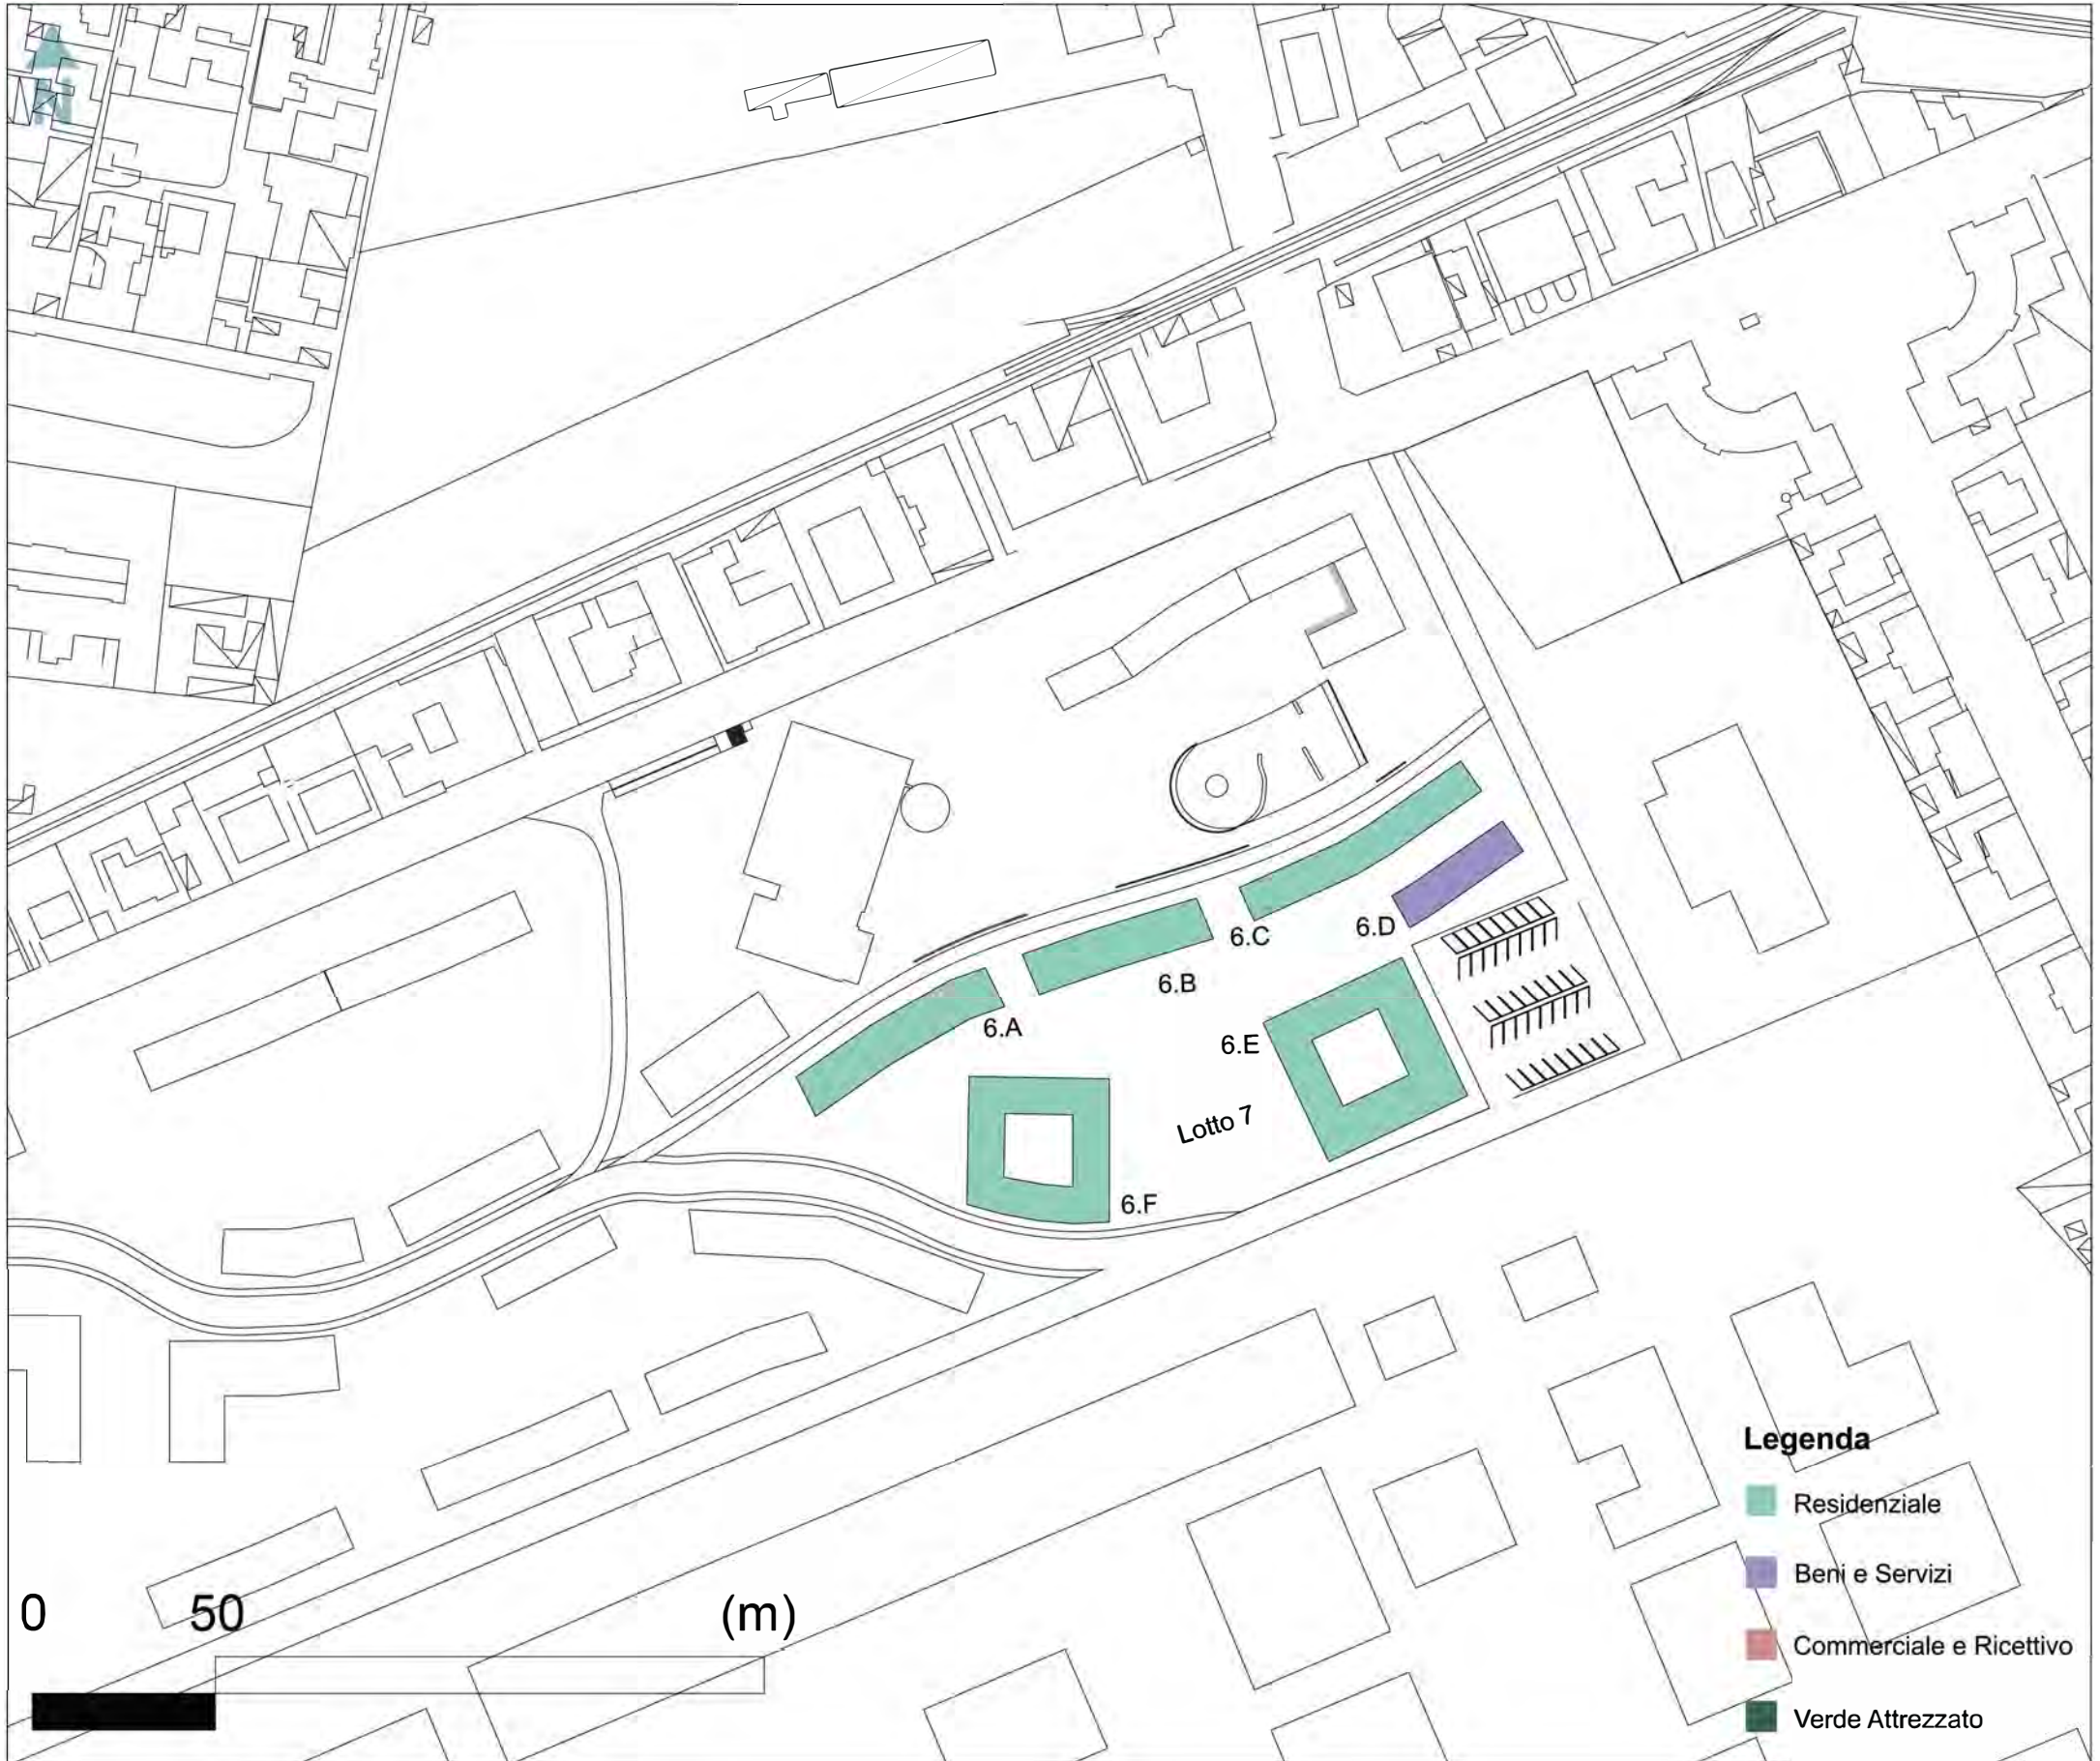 N
6.C
6.D
6.B
6.A
6.E
Lotto 7
6.F
Legenda
Residenziale
Beni e Servizi
Commerciale e Ricettivo
Verde Attrezzato
0 50 (m)